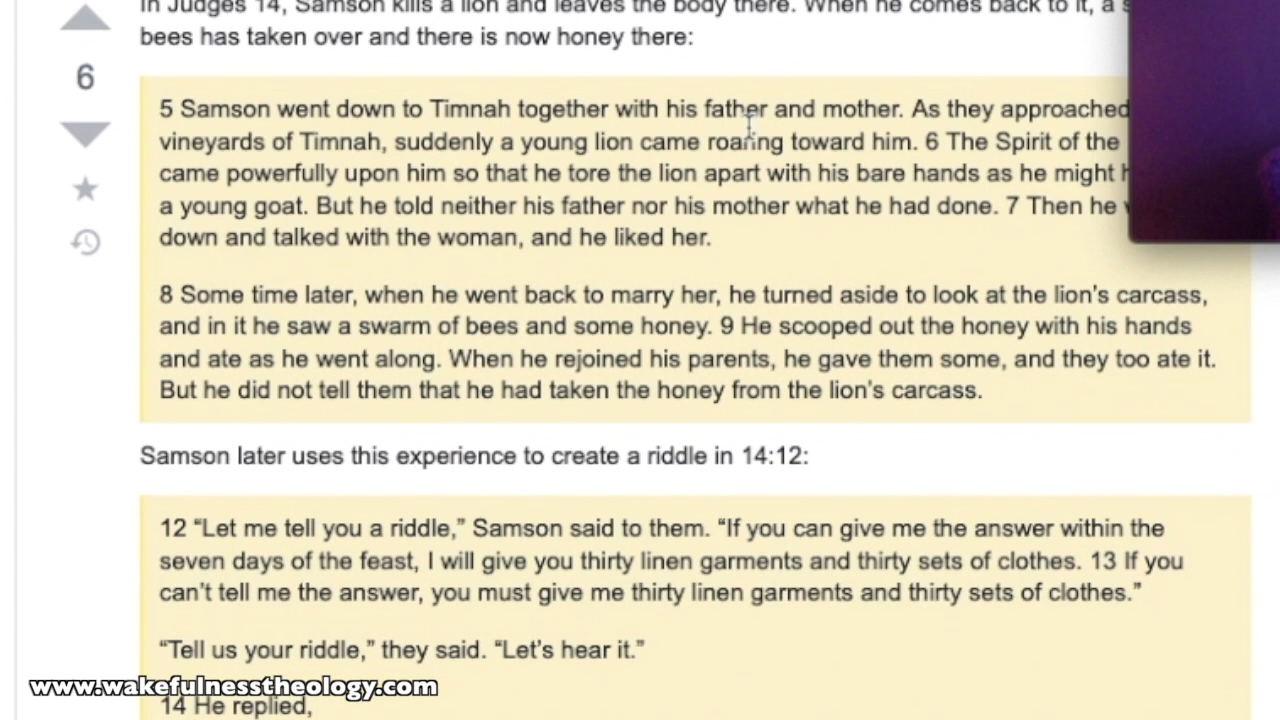 In Judges 14, Samson kills a lion and leaves the body there. When he comes back to it, a
bees has taken over and there is now honey there:
6
5 Samson went down to Timnah together with his father and mother. As they approached
vineyards of Timnah, suddenly a young lion came roaring toward him. 6 The Spirit of the
came powerfully upon him so that he tore the lion apart with his bare hands as he might
a young goat. But he told neither his father nor his mother what he had done. 7 Then he
down and talked with the woman, and he liked her.
8 Some time later, when he went back to marry her, he turned aside to look at the lion's carcass,
and in it he saw a swarm of bees and some honey. 9 He scooped out the honey with his hands
and ate as he went along. When he rejoined his parents, he gave them some, and they too ate it.
But he did not tell them that he had taken the honey from the lion's carcass.
Samson later uses this experience to create a riddle in 14:12:
12 “Let me tell you a riddle,” Samson said to them. “If you can give me the answer within the
seven days of the feast, I will give you thirty linen garments and thirty sets of clothes. 13 If you
can't tell me the answer, you must give me thirty linen garments and thirty sets of clothes.”
“Tell us your riddle,” they said. “Let's hear it.”
www.wakefulnesstheology.com
14 He replied,